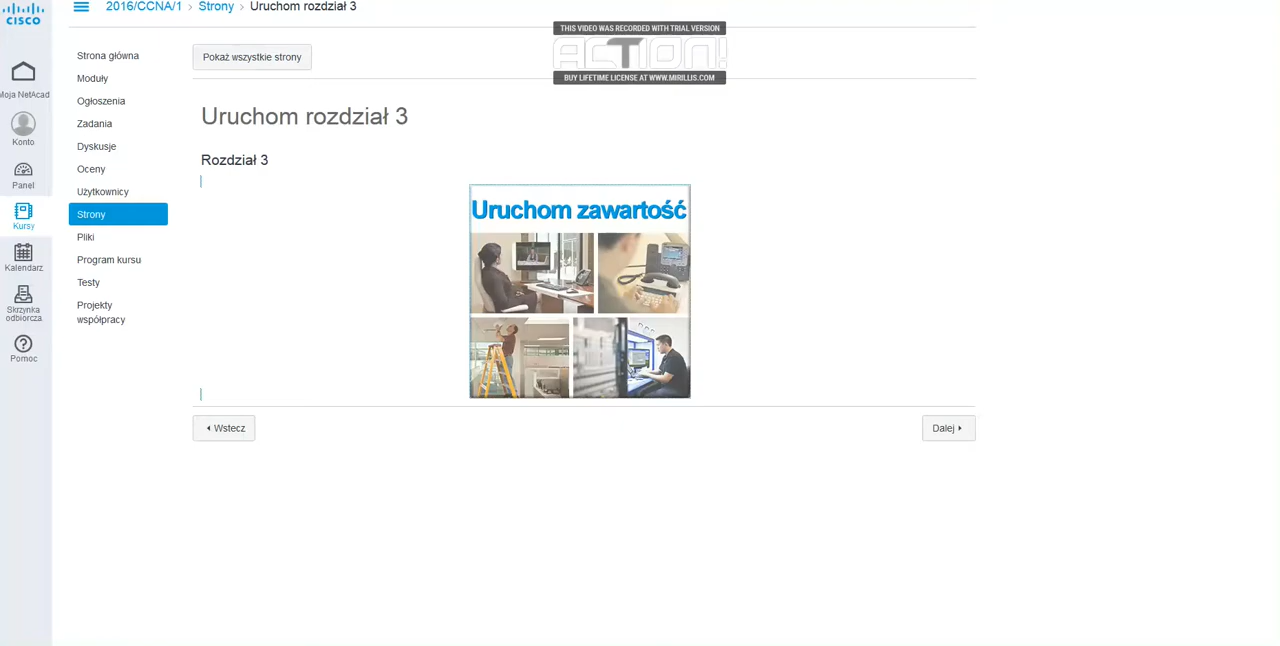 CISCO
Moja NetAcad
Konto
Panel
Kursy
Kalendarz
Skrzynka
odbiorcza
Pomoc
2016/CCNA/1 › Strony › Uruchom rozdział 3
Strona główna
Moduły
Ogłoszenia
Zadania
Dyskusje
Oceny
Użytkownicy
Strony
Pliki
Program kursu
Testy
Projekty
współpracy
Pokaż wszystkie strony
THIS VIDEO WAS RECORDED WITH TRIAL VERSION
ACTION!
BUY LIFETIME LICENSE AT WWW.MIRILLIS.COM
Uruchom rozdział 3
Rozdział 3
Uruchom zawartość
Wstecz
Dalej